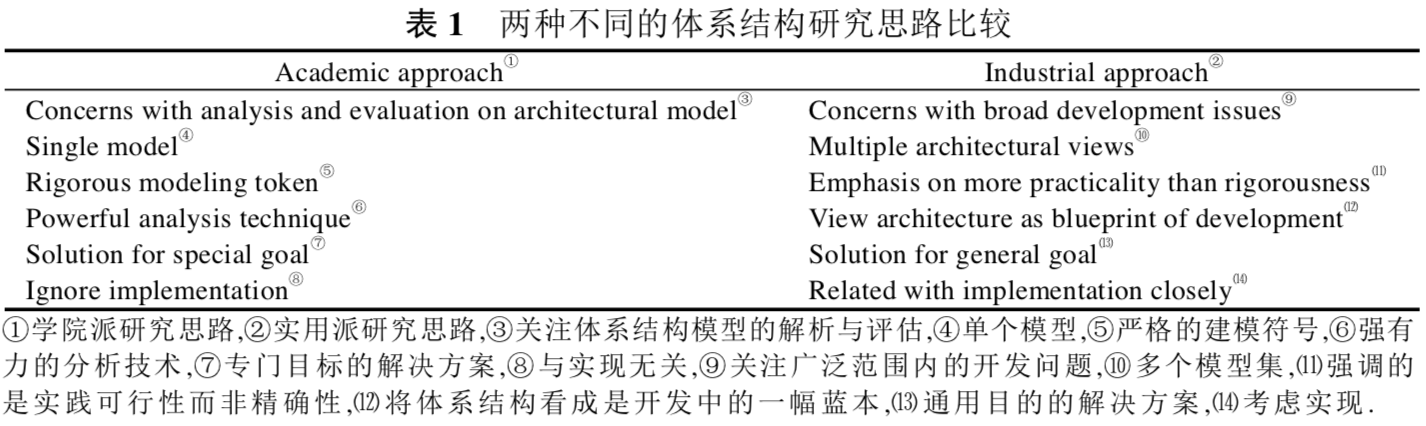 表 1 两种不同的体系结构研究思路比较
Academic approach① Industrial approach②
Concerns with analysis and evaluation on architectural model③ Concerns with broad development issues⑨
Single model④ Multiple architectural views⑩
Rigorous modeling token⑤ Emphasis on more practicality than rigorousness⑪
Powerful analysis technique⑥ View architecture as blueprint of development⑫
Solution for special goal⑦ Solution for general goal⑬
Ignore implementation⑧ Related with implementation closely⑭
①学院派研究思路,②实用派研究思路,③关注体系结构模型的解析与评估,④单个模型,⑤严格的建模符号,⑥强有
力的分析技术,⑦专门目标的解决方案,⑧与实现无关,⑨关注广泛范围内的开发问题,⑩多个模型集,⑾强调的
是实践可行性而非精确性,⑿将体系结构看成是开发中的一幅蓝本,⒀通用目的的解决方案,⒁考虑实现.